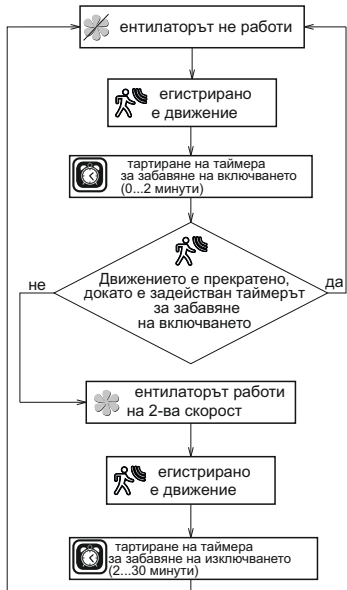 ентилаторът не работи
егистрирано
е движение
тартиране на таймера
за забавяне на включването
(0...2 минути)
Движението е прекратено,
докато е задействан таймерът
за забавяне
на включването
не
да
ентилаторът работи
на 2-ва скорост
егистрирано
е движение
тартиране на таймера
за забавяне на изключването
(2...30 минути)